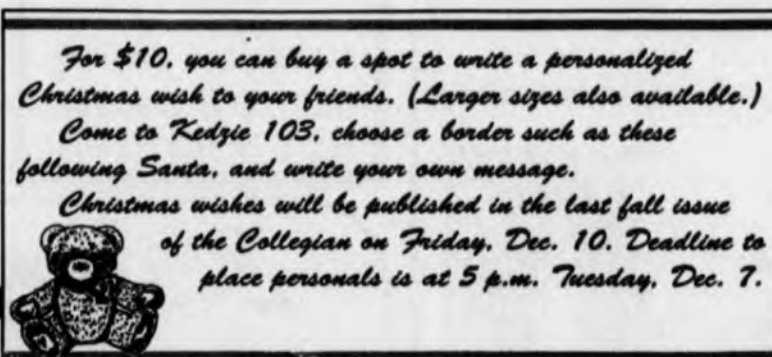 For $10, you can buy a spot to write a personalized
Christmas wish to your friends. (Larger sizes also available.)
Come to Kedzie 103, choose a border such as these
following Santa, and write your own message.
Christmas wishes will be published in the last fall issue
of the Collegian on Friday, Dec. 10. Deadline to
place personals is at 5 p.m. Tuesday, Dec. 7.